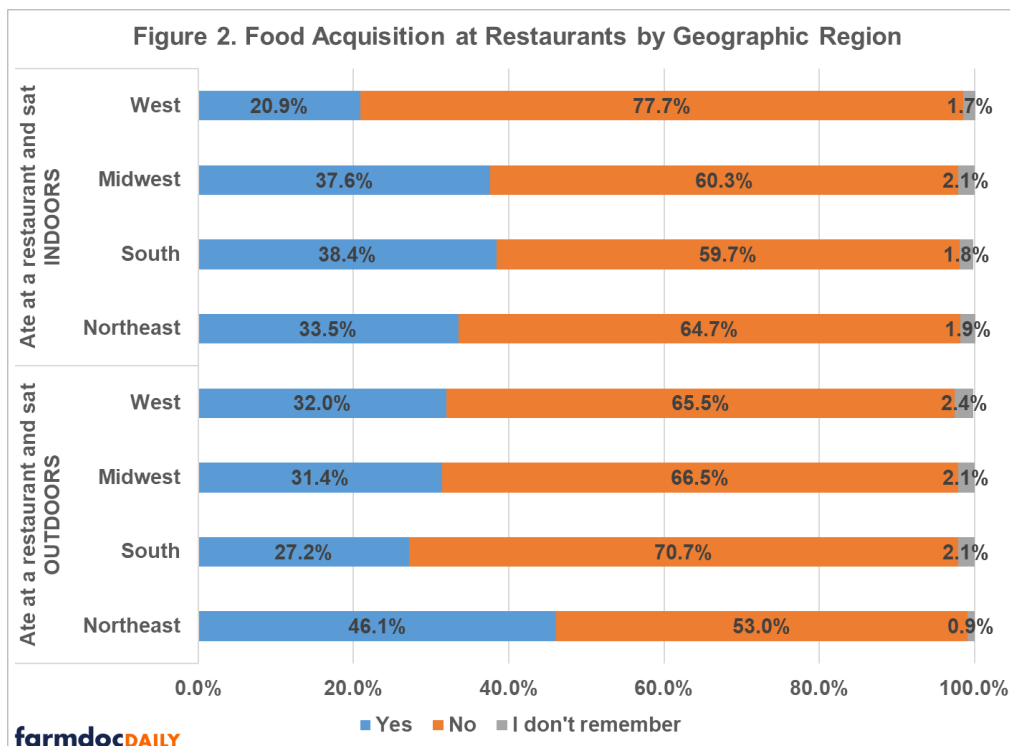 Figure 2. Food Acquisition at Restaurants by Geographic Region
Ate at a restaurant and sat
INDOORS
West
20.9%
77.7%
1.7%
Midwest
37.6%
60.3%
2.1%
South
38.4%
59.7%
1.8%
Northeast
33.5%
64.7%
1.9%
Ate at a restaurant and sat
OUTDOORS
West
32.0%
65.5%
2.4%
Midwest
31.4%
66.5%
2.1%
South
27.2%
70.7%
2.1%
Northeast
46.1%
53.0%
0.9%
0.0%
20.0%
40.0%
60.0%
80.0%
100.0%
Yes
No
I don't remember
farmdocDAILY